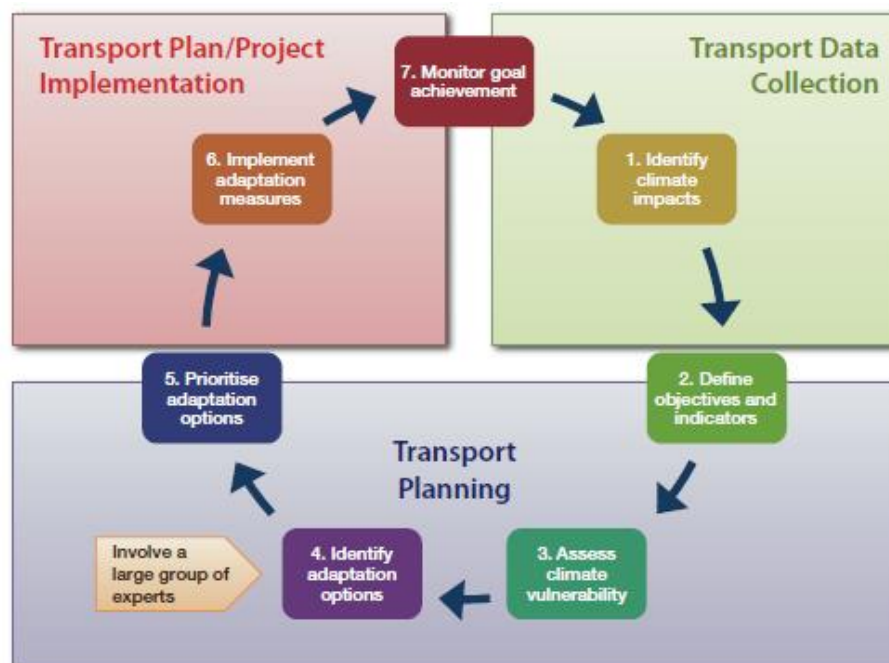 Transport Plan/Project
Implementation
7. Monitor goal
achievement
Transport Data
Collection
6. Implement
adaptation
measures
1. Identify
climate
impacts
5. Prioritise
adaptation
options
2. Define
objectives and
indicators
Transport
Planning
Involve a
large group of
experts
4. Identify
adaptation
options
3. Assess
climate
vulnerability